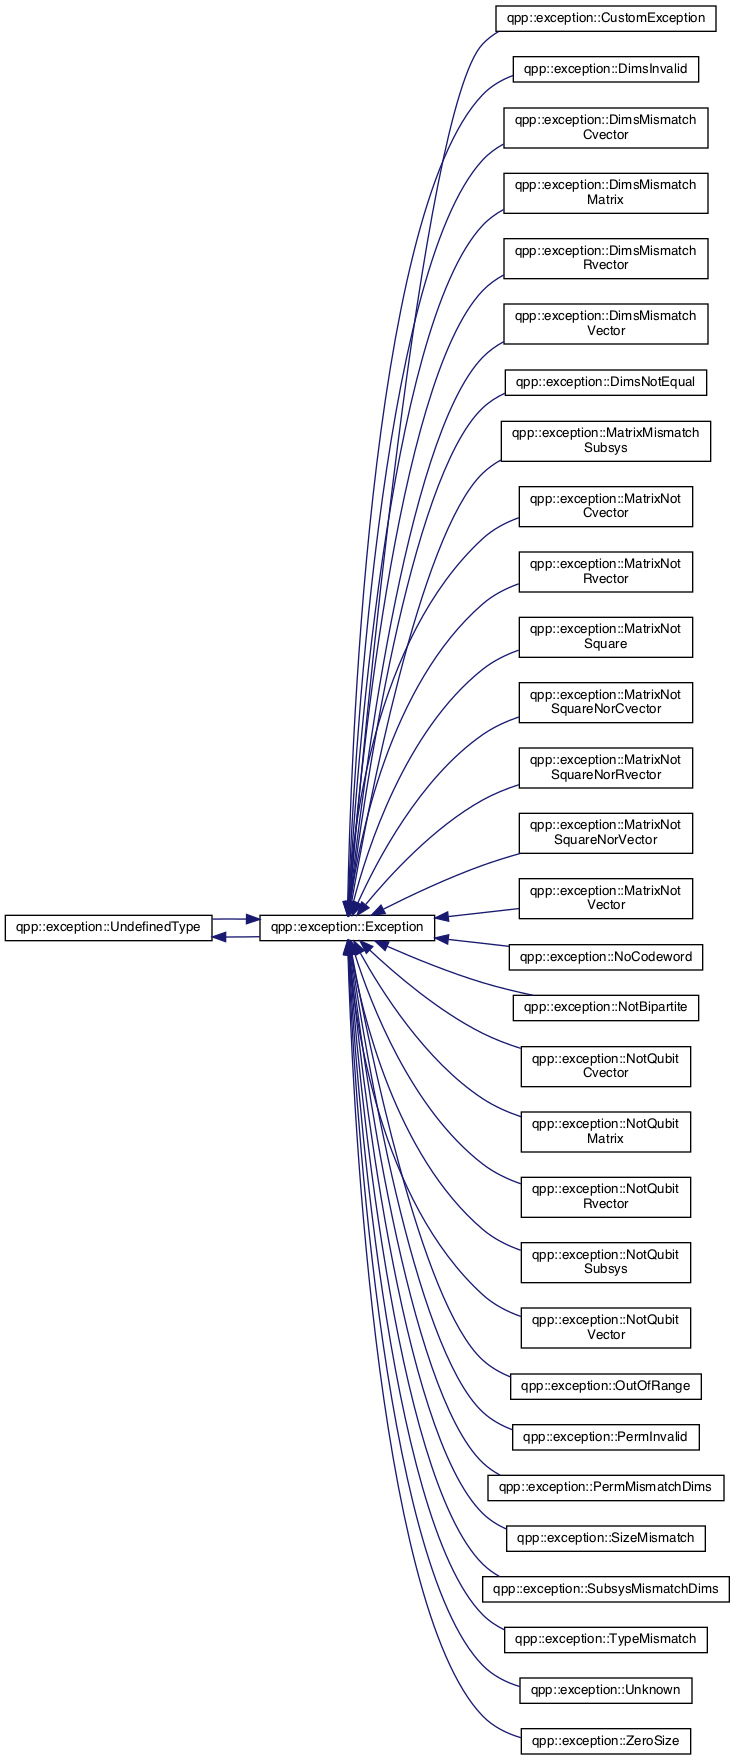 qpp::exception::CustomException
qpp::exception::DimsInvalid
qpp::exception::DimsMismatch
Cvector
qpp::exception::DimsMismatch
Matrix
qpp::exception::DimsMismatch
Rvector
qpp::exception::DimsMismatch
Vector
qpp::exception::DimsNotEqual
qpp::exception::MatrixMismatch
Subsys
qpp::exception::MatrixNot
Cvector
qpp::exception::MatrixNot
Rvector
qpp::exception::MatrixNot
Square
qpp::exception::MatrixNot
SquareNorCvector
qpp::exception::MatrixNot
SquareNorRvector
qpp::exception::MatrixNot
SquareNorVector
qpp::exception::MatrixNot
Vector
qpp::exception::UndefinedType
qpp::exception::Exception
qpp::exception::NoCodeword
qpp::exception::NotBipartite
qpp::exception::NotQubit
Cvector
qpp::exception::NotQubit
Matrix
qpp::exception::NotQubit
Rvector
qpp::exception::NotQubit
Subsys
qpp::exception::NotQubit
Vector
qpp::exception::OutOfRange
qpp::exception::PermInvalid
qpp::exception::PermMismatchDims
qpp::exception::SizeMismatch
qpp::exception::SubsysMismatchDims
qpp::exception::TypeMismatch
qpp::exception::Unknown
qpp::exception::ZeroSize